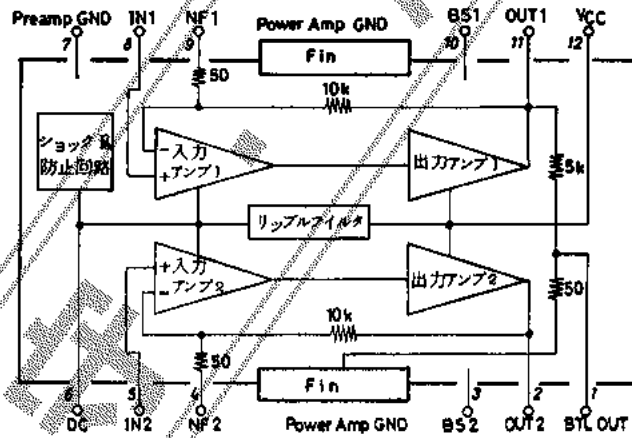 Preamp GND IN1 NF1 Power Amp GND BS1 OUT1 VCC
7 8 9 10 11 12
Fin
50
10k
ショック音
防止回路
入力
アンプ1
出力アンプ1
5k
リップルフィルタ
入力
アンプ2
出力アンプ2
50
10k
50
Fin
6 5 4 3 2 1
DC IN2 NF2 Power Amp GND BS2 OUT2 BTL OUT